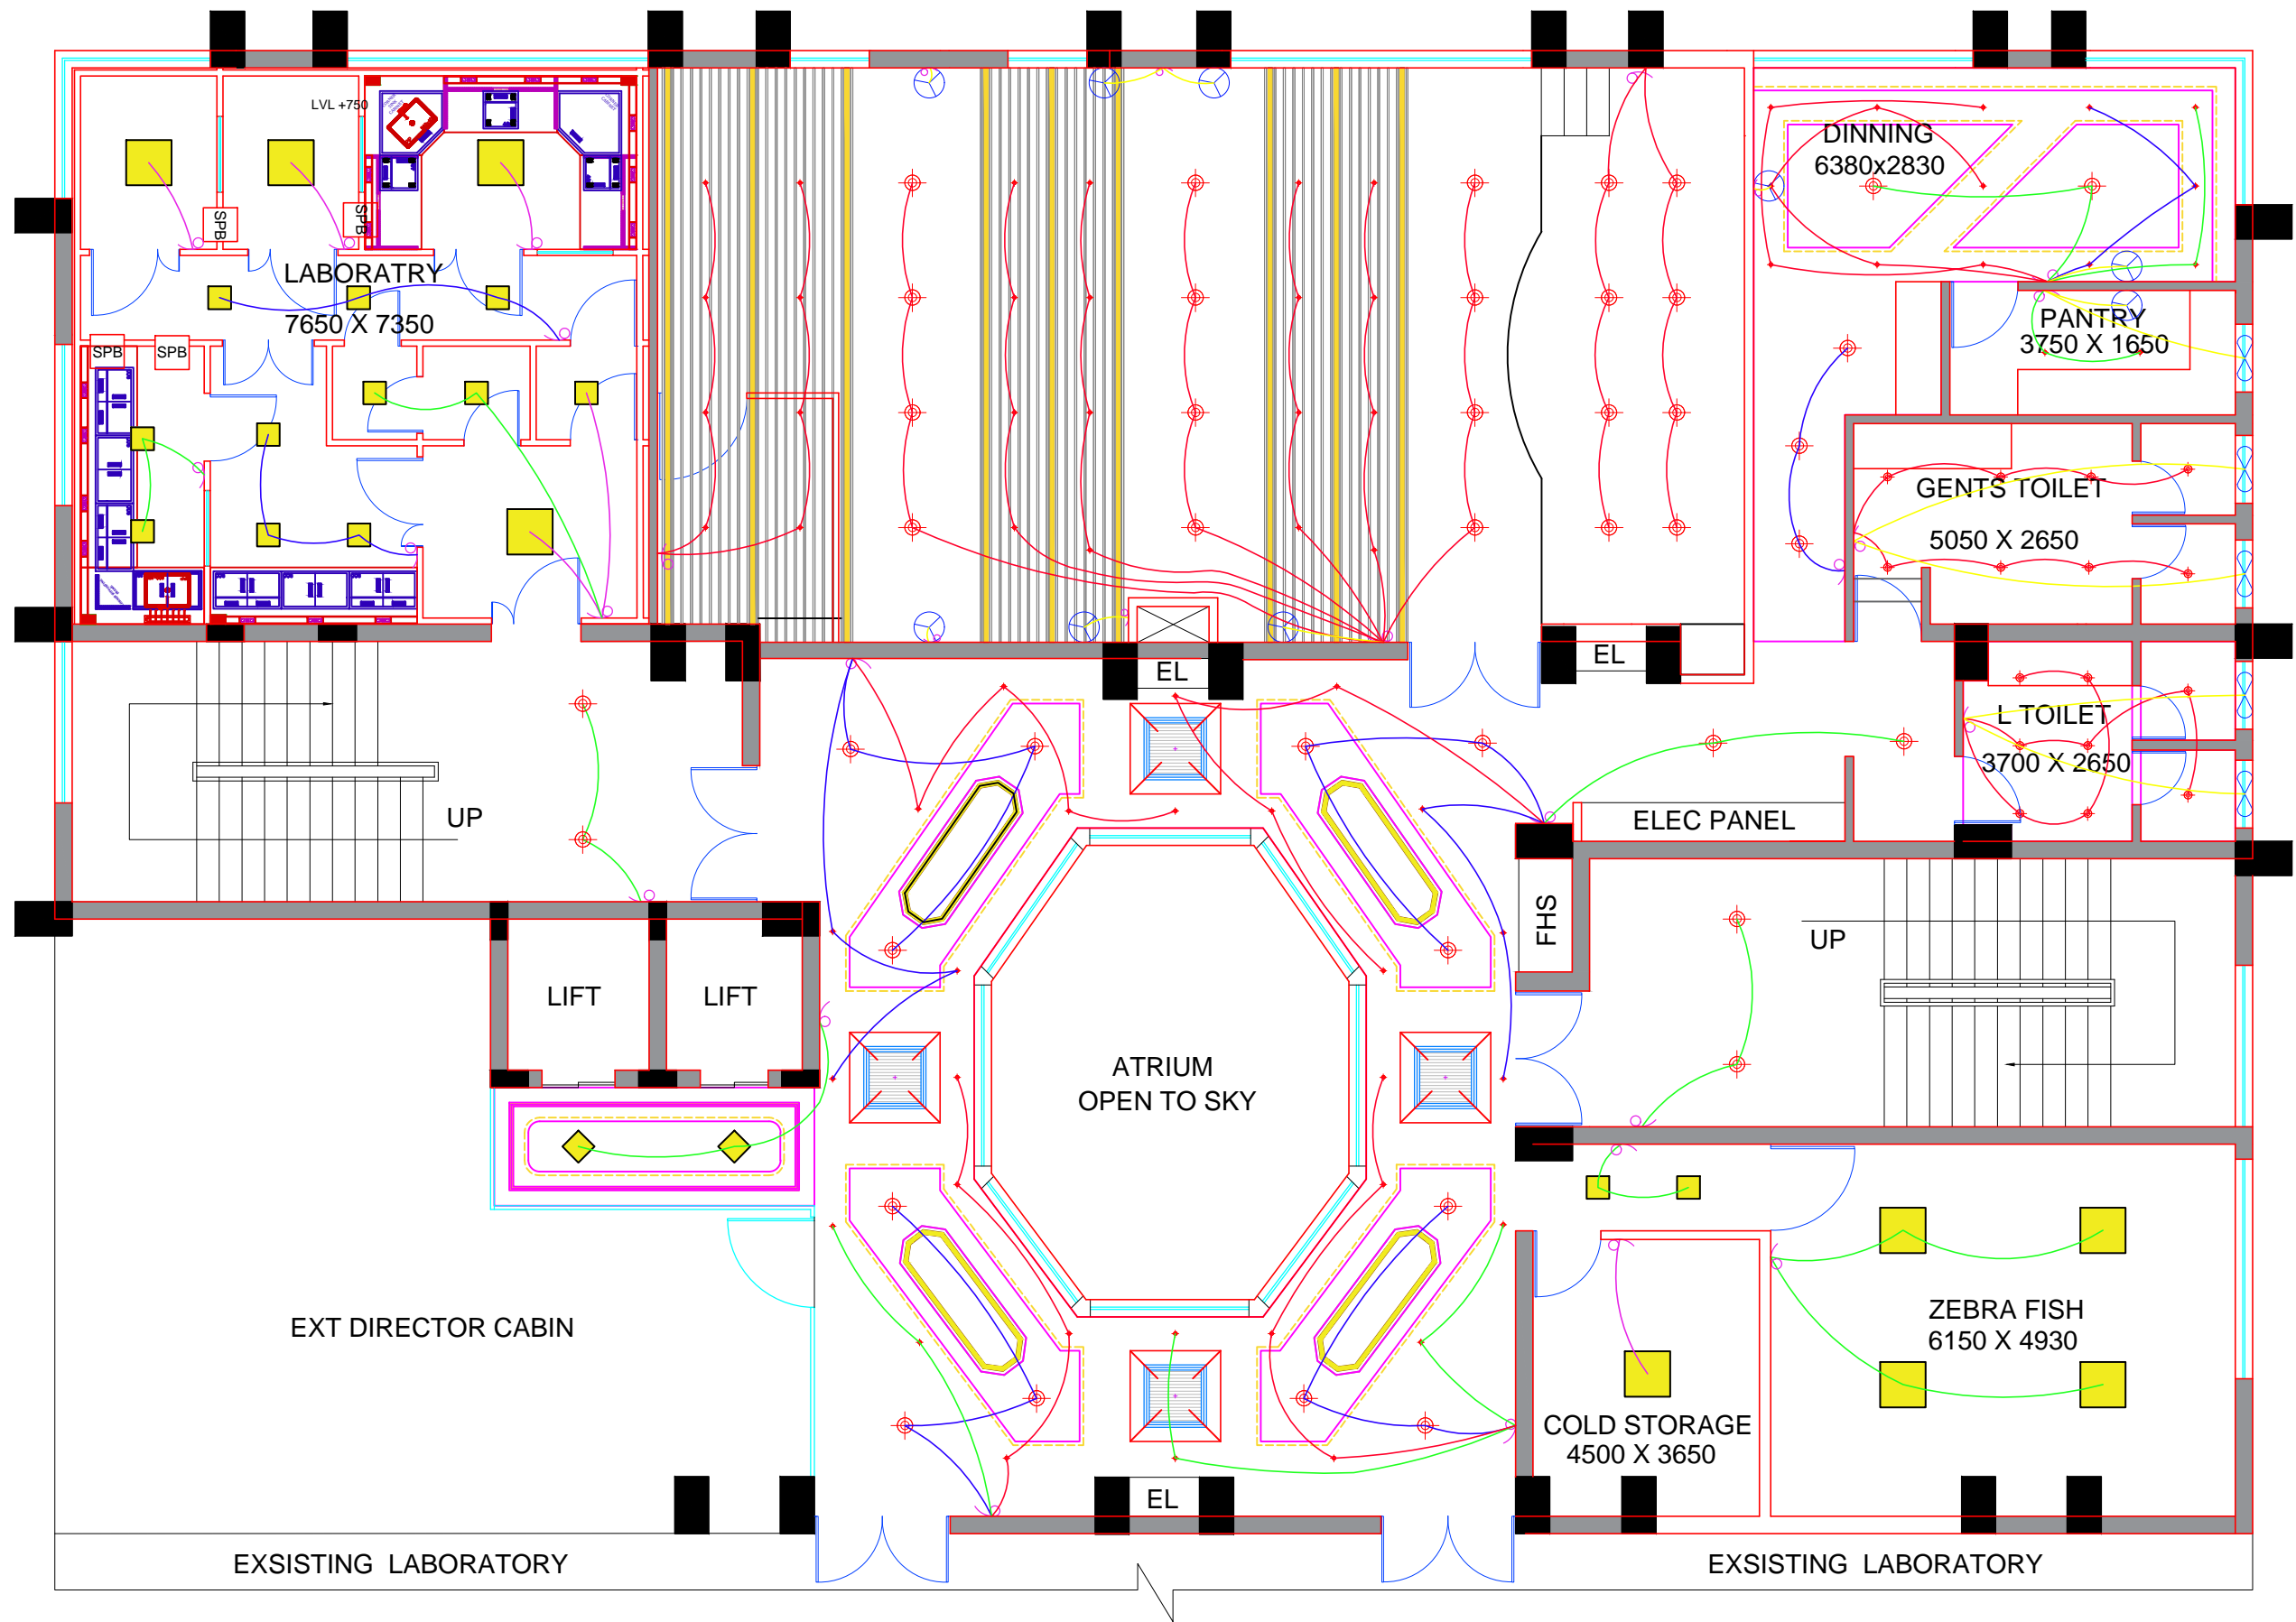 LVL +750
DINNING
6380x2830
SPB
SPB
LABORATRY
7650 X 7350
PANTRY
3750 X 1650
SPB
SPB
GENTS TOILET
5050 X 2650
EL
EL
L TOILET
3700 X 2650
UP
ELEC PANEL
FHS
UP
LIFT
LIFT
ATRIUM
OPEN TO SKY
EXT DIRECTOR CABIN
ZEBRA FISH
6150 X 4930
COLD STORAGE
4500 X 3650
EL
EXSISTING LABORATORY
EXSISTING LABORATORY